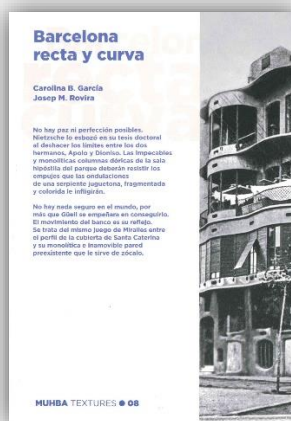 Barcelona
recta y curva
Carolina B. García
Josep M. Rovira
No hay paz ni perfección posibles.
Nietzsche lo esbozó en su tesis doctoral
al deshacer los límites entre los dos
hermanos, Apolo y Dioniso. Las impecables
y monolíticas columnas dóricas de la sala
hipóstila del parque deberán resistir los
empujes que las ondulaciones
de una serpiente juguetona, fragmentada
y colorida le infligirán.
No hay nada seguro en el mundo, por
más que Güell se empeñara en conseguirlo.
El movimiento del banco es su reflejo.
Se trata del mismo juego de Miralles entre
el perfil de la cubierta de Santa Caterina
y su monolítica e inamovible pared
preexistente que le sirve de zócalo.
MUHBA TEXTURES ● 08